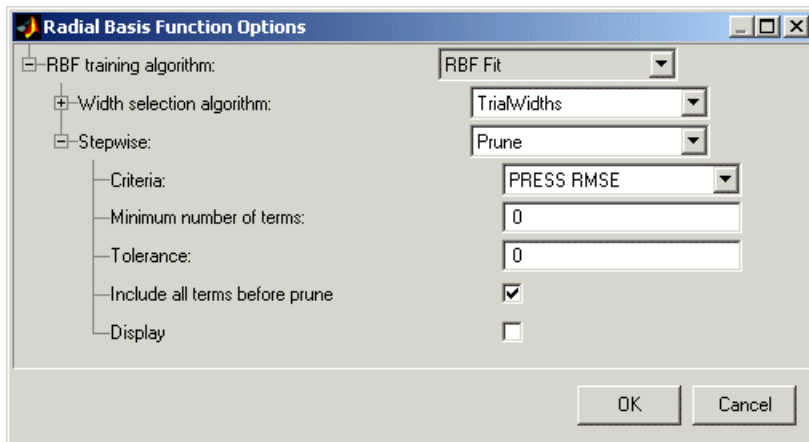 Radial Basis Function Options
RBF training algorithm: RBF Fit
Width selection algorithm: TrialWidths
Stepwise: Prune
Criteria: PRESS RMSE
Minimum number of terms: 0
Tolerance: 0
Include all terms before prune
Display
OK Cancel